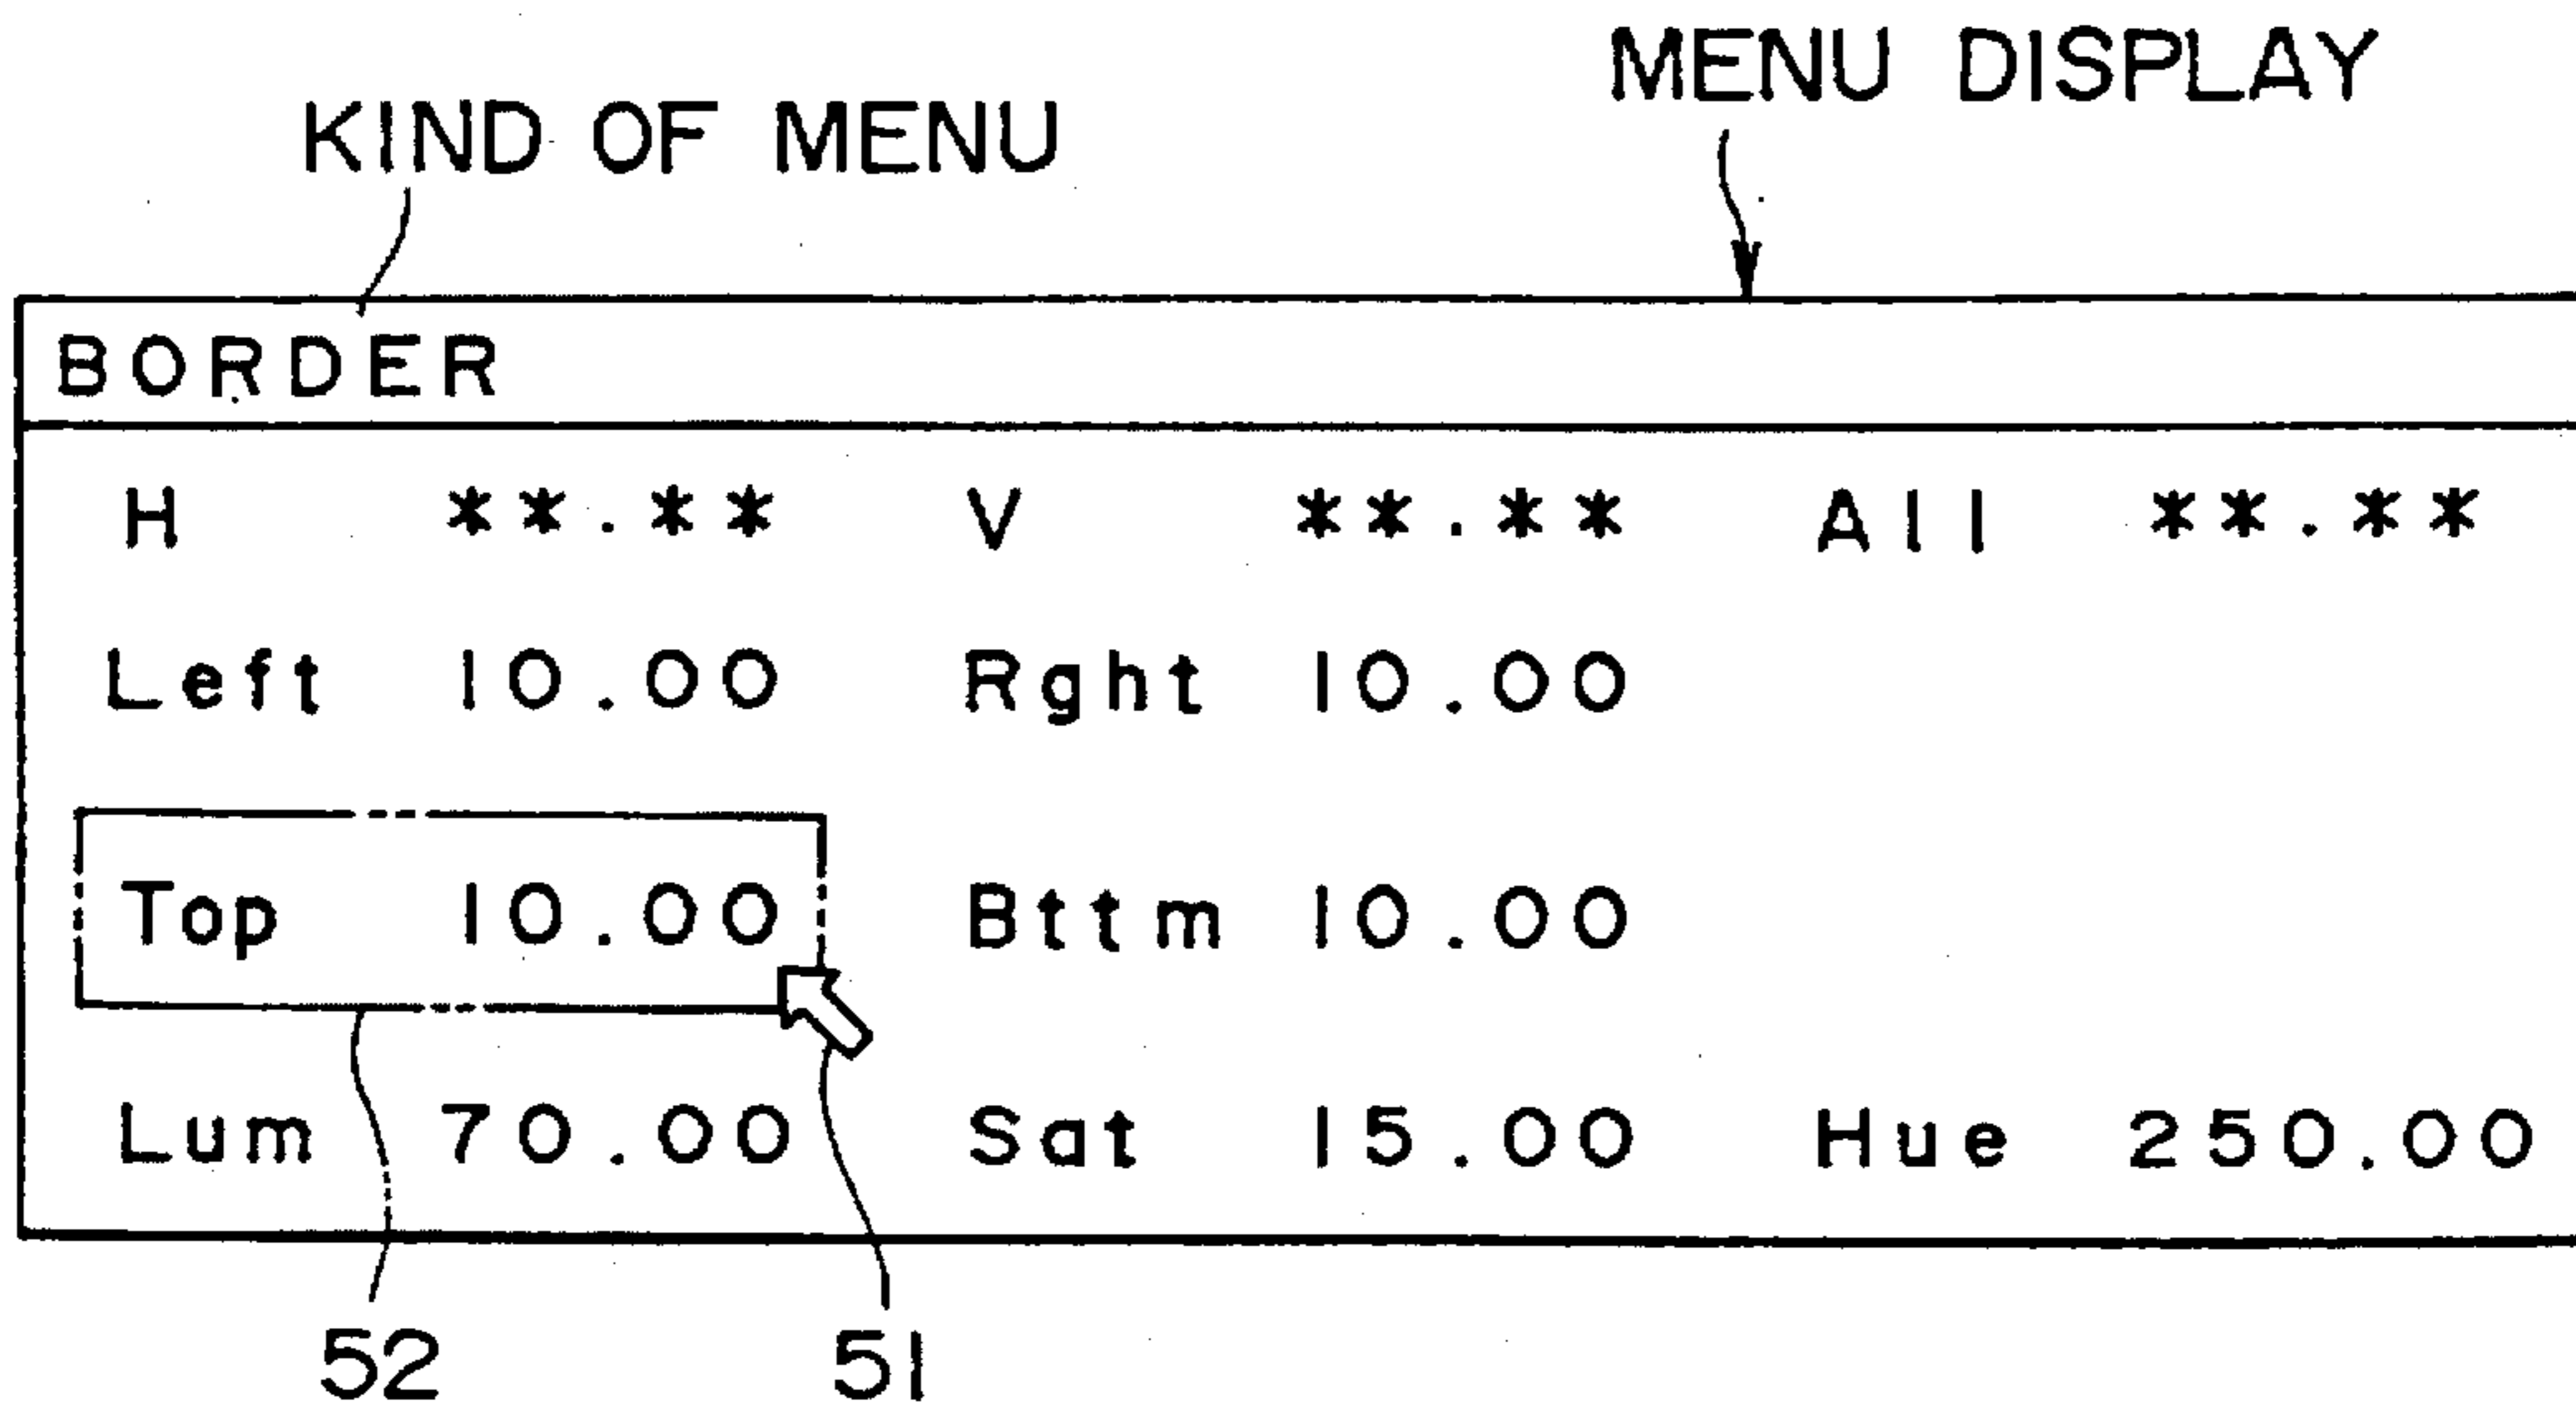 MENU DISPLAY
KIND OF MENU
BORDER
H **.** V **.** All **.**
Left 10.00 Rght 10.00
Top 10.00 Bttm 10.00
Lum 70.00 Sat 15.00 Hue 250.00
52 51